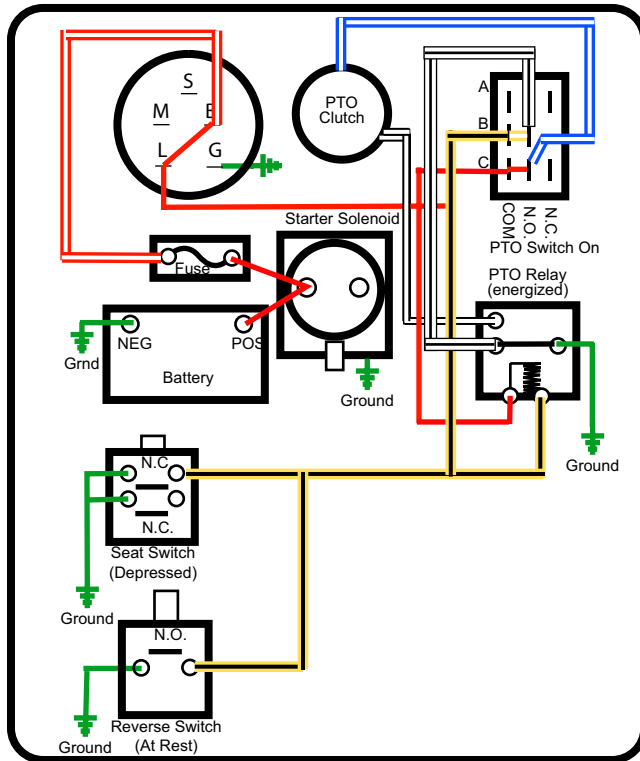 S
M
B
L
G
PTO
Clutch
A
B
C
COM
N.O.
N.C.
PTO Switch On
Starter Solenoid
PTO Relay
(energized)
Fuse
NEG
POS
Grnd
Battery
Ground
Ground
N.C.
N.C.
Seat Switch
(Depressed)
Ground
N.O.
Reverse Switch
(At Rest)
Ground